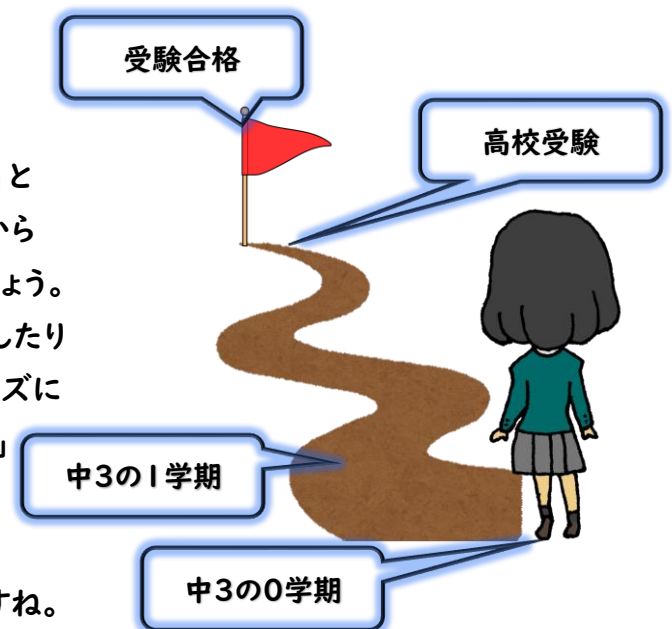 受験合格
高校受験
と
から
ょう。
したり
ズに
」
中3の1学期
中3の0学期
すね。